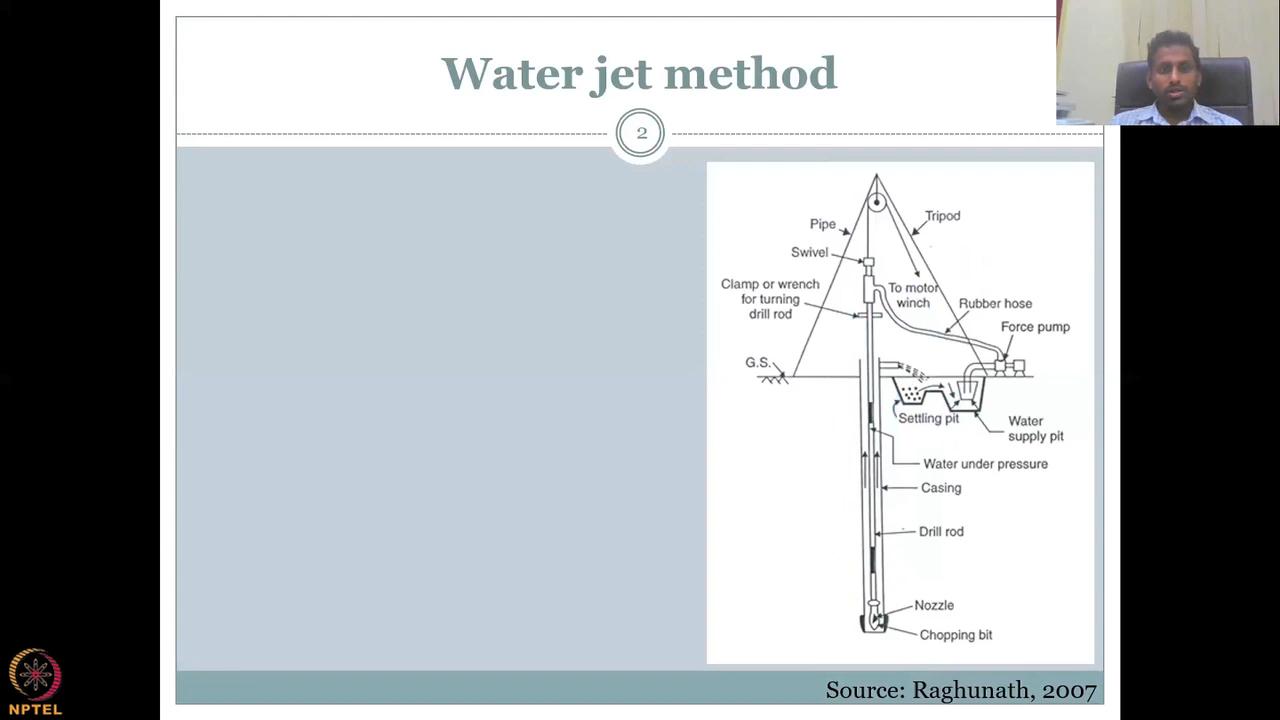 Water jet method
2
Pipe
Tripod
Swivel
Clamp or wrench
for turning
drill rod
To motor
winch
Rubber hose
Force pump
G.S.
Settling pit
Water
supply pit
Water under pressure
Casing
Drill rod
Nozzle
Chopping bit
Source: Raghunath, 2007
NPTEL